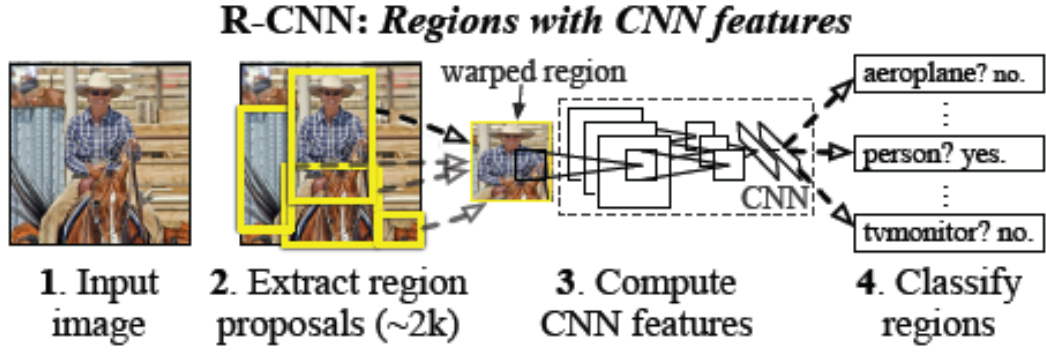 R-CNN: Regions with CNN features
warped region
aeroplane? no.
person? yes.
CNN
tvmonitor? no.
1. Input
image
2. Extract region
proposals (~2k)
3. Compute
CNN features
4. Classify
regions